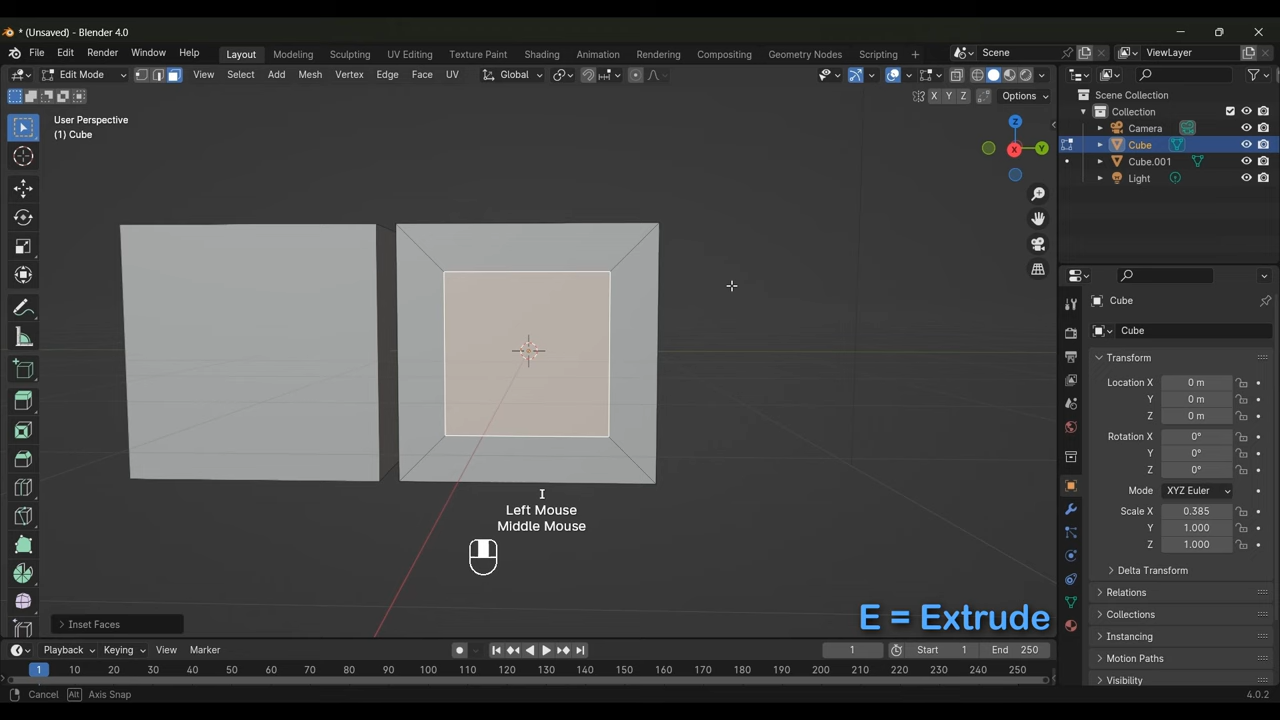 * (Unsaved) - Blender 4.0
File Edit Render Window Help Layout Modeling Sculpting UV Editing Texture Paint Shading Animation Rendering Compositing Geometry Nodes Scripting + Scene ViewLayer
Edit Mode View Select Add Mesh Vertex Edge Face UV Global
X Y Z Options
User Perspective
(1) Cube
Z
X Y
Scene Collection
Collection
Camera
Cube
Cube.001
Light
Cube
Cube
Transform
Location X 0 m
Y 0 m
Z 0 m
Rotation X 0°
Y 0°
Z 0°
Mode XYZ Euler
Scale X 0.385
Y 1.000
Z 1.000
Delta Transform
Relations
Collections
Instancing
Motion Paths
Visibility
I
Left Mouse
Middle Mouse
E = Extrude
Inset Faces
Playback Keying View Marker 1 Start 1 End 250
1 10 20 30 40 50 60 70 80 90 100 110 120 130 140 150 160 170 180 190 200 210 220 230 240 250
Cancel Alt Axis Snap 4.0.2